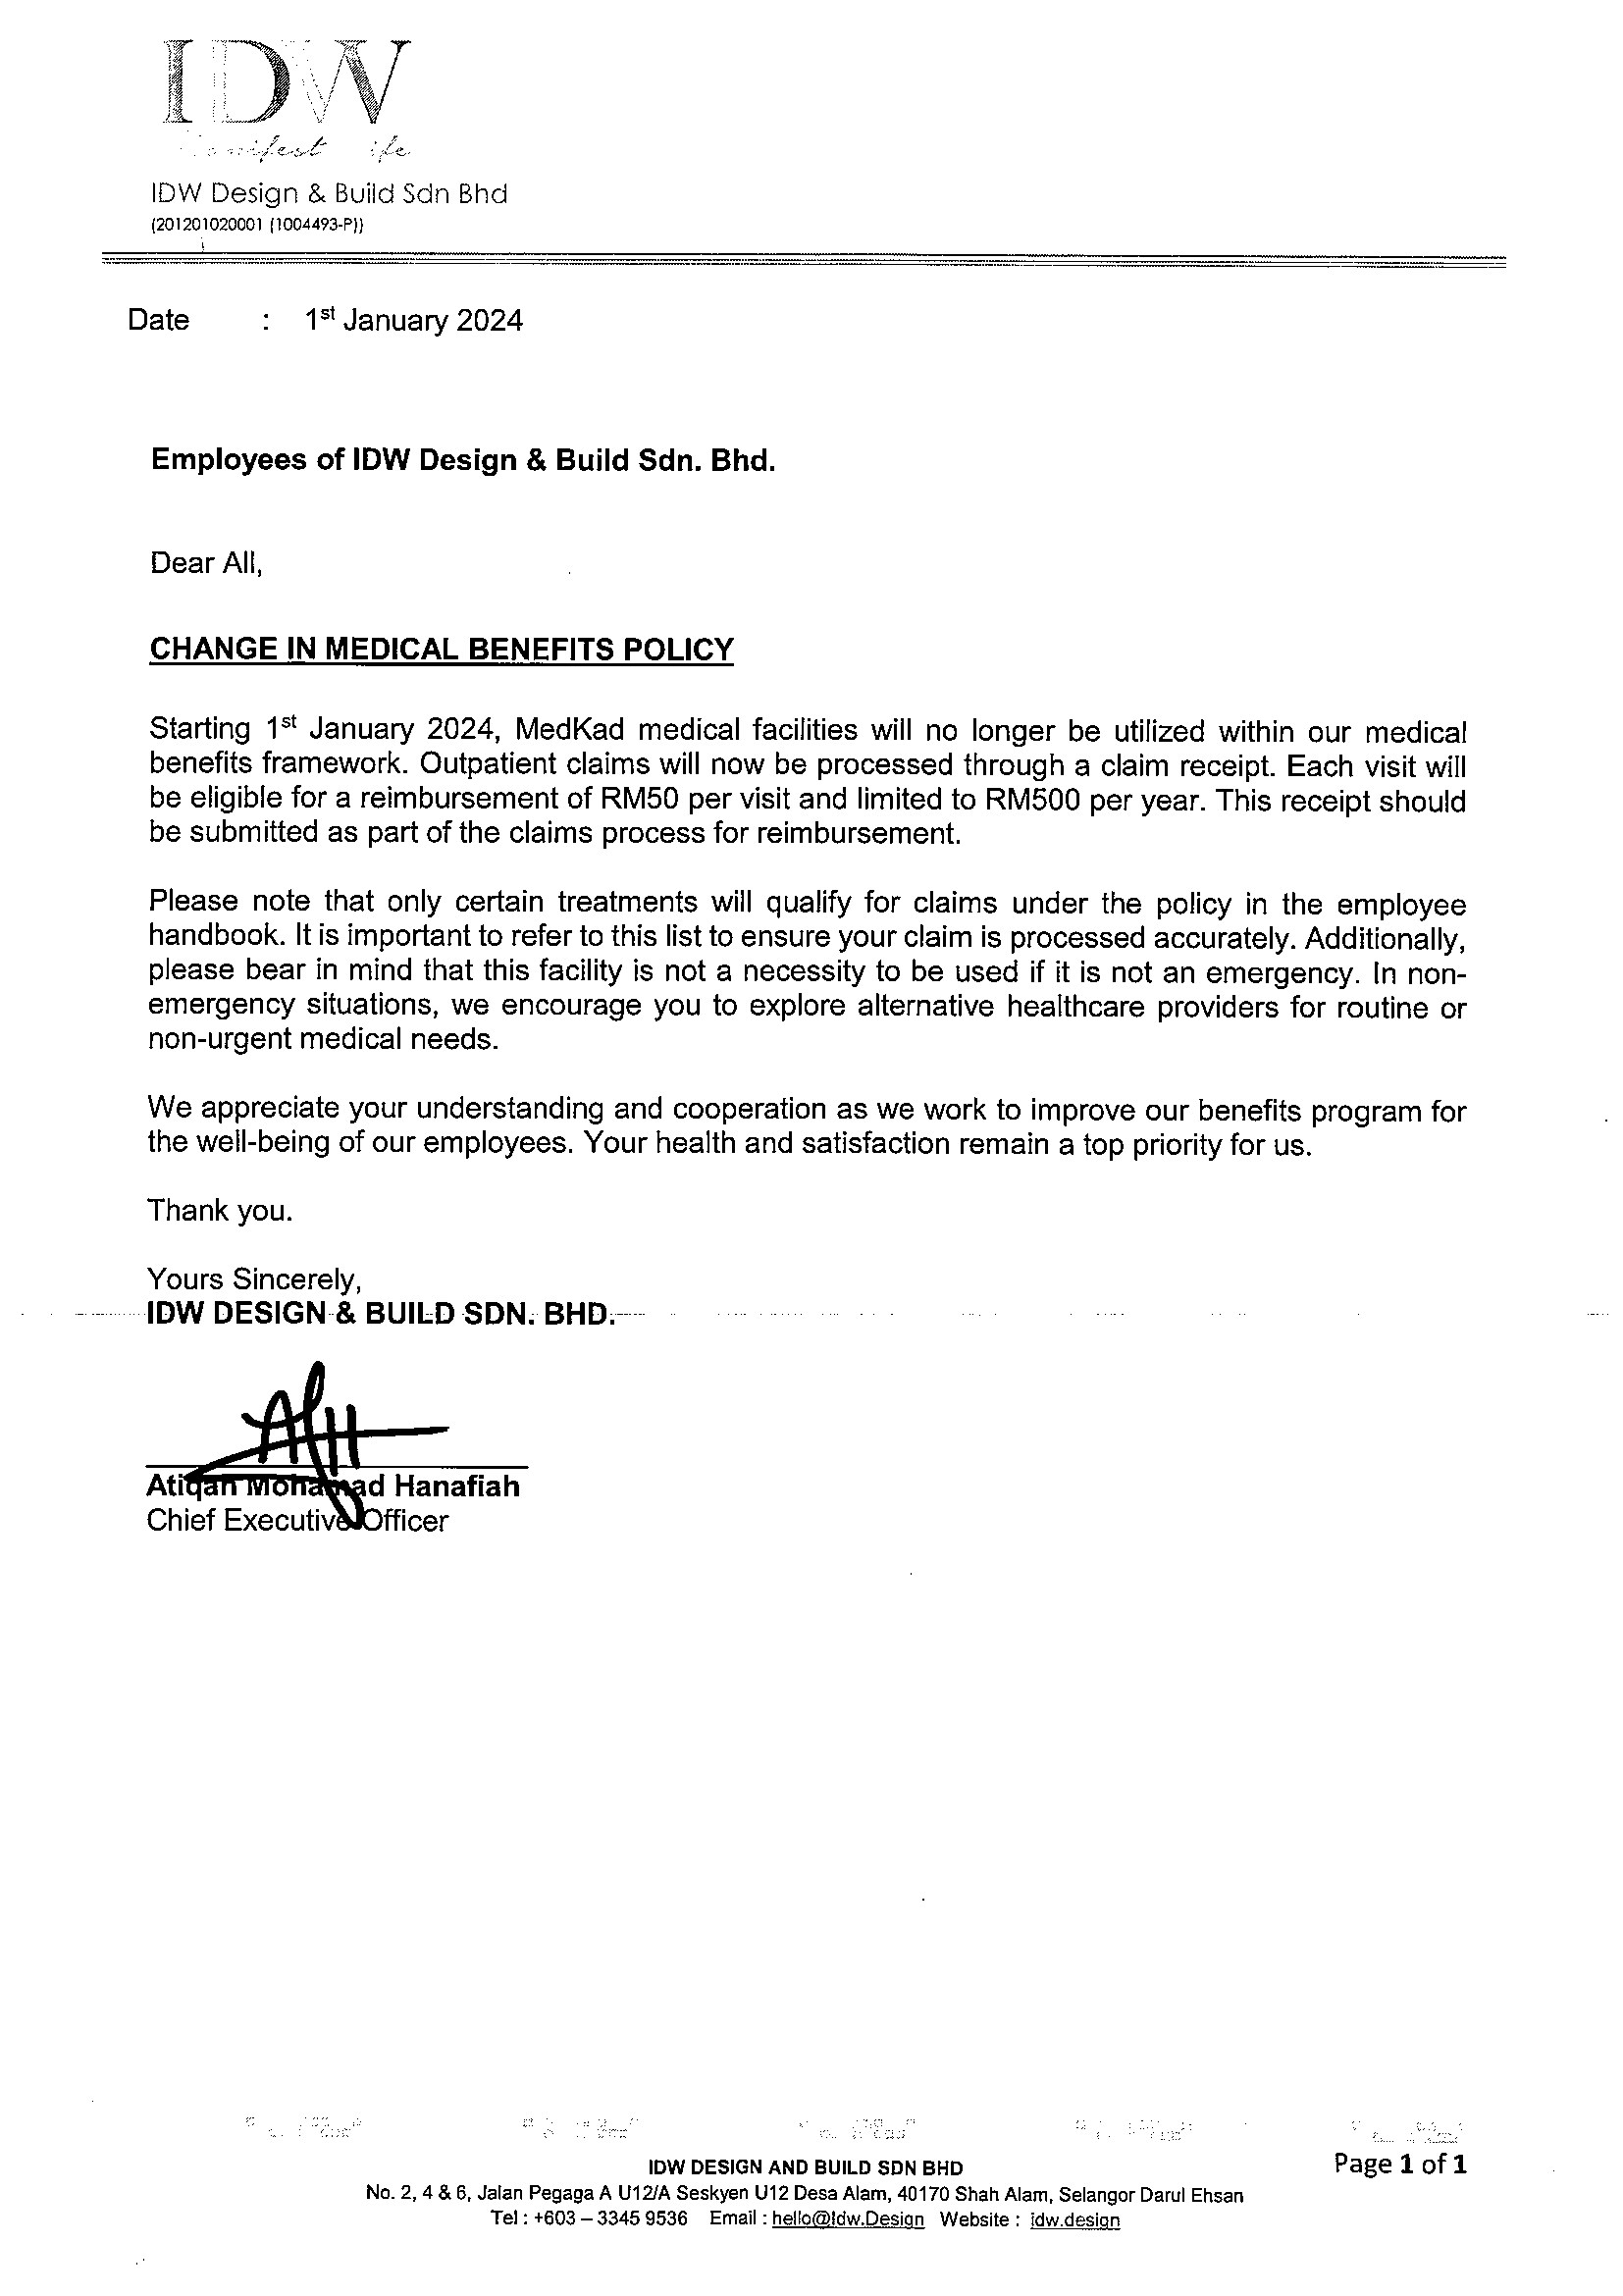 IDW
IDW Design & Build Sdn Bhd
(201201020001 (1004493-P))
Date : 1st January 2024
Employees of IDW Design & Build Sdn. Bhd.
Dear All,
CHANGE IN MEDICAL BENEFITS POLICY
Starting 1st January 2024, MedKad medical facilities will no longer be utilized within our medical
benefits framework. Outpatient claims will now be processed through a claim receipt. Each visit will
be eligible for a reimbursement of RM50 per visit and limited to RM500 per year. This receipt should
be submitted as part of the claims process for reimbursement.
Please note that only certain treatments will qualify for claims under the policy in the employee
handbook. It is important to refer to this list to ensure your claim is processed accurately. Additionally,
please bear in mind that this facility is not a necessity to be used if it is not an emergency. In non-
emergency situations, we encourage you to explore alternative healthcare providers for routine or
non-urgent medical needs.
We appreciate your understanding and cooperation as we work to improve our benefits program for
the well-being of our employees. Your health and satisfaction remain a top priority for us.
Thank you.
Yours Sincerely,
IDW DESIGN & BUILD SDN. BHD.
Atiqah Mohamad Hanafiah
Chief Executive Officer
IDW DESIGN AND BUILD SDN BHD
Page 1 of 1
No. 2, 4 & 6, Jalan Pegaga A U12/A Seskyen U12 Desa Alam, 40170 Shah Alam, Selangor Darul Ehsan
Tel : +603 – 3345 9536 Email : hello@Idw.Design Website : idw.design